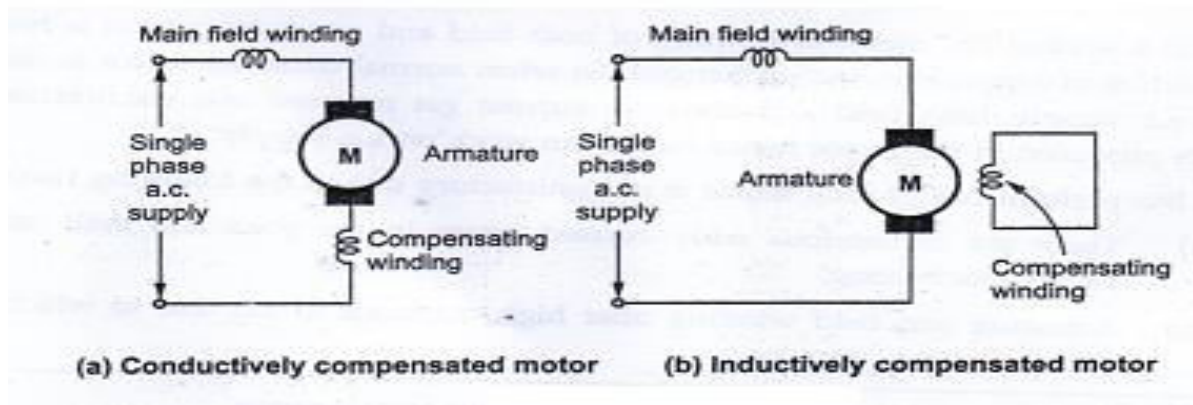 Main field winding
Single
phase
a.c.
supply
M
Armature
Compensating
winding
(a) Conductively compensated motor
Main field winding
Single
phase
a.c.
supply
Armature
M
Compensating
winding
(b) Inductively compensated motor